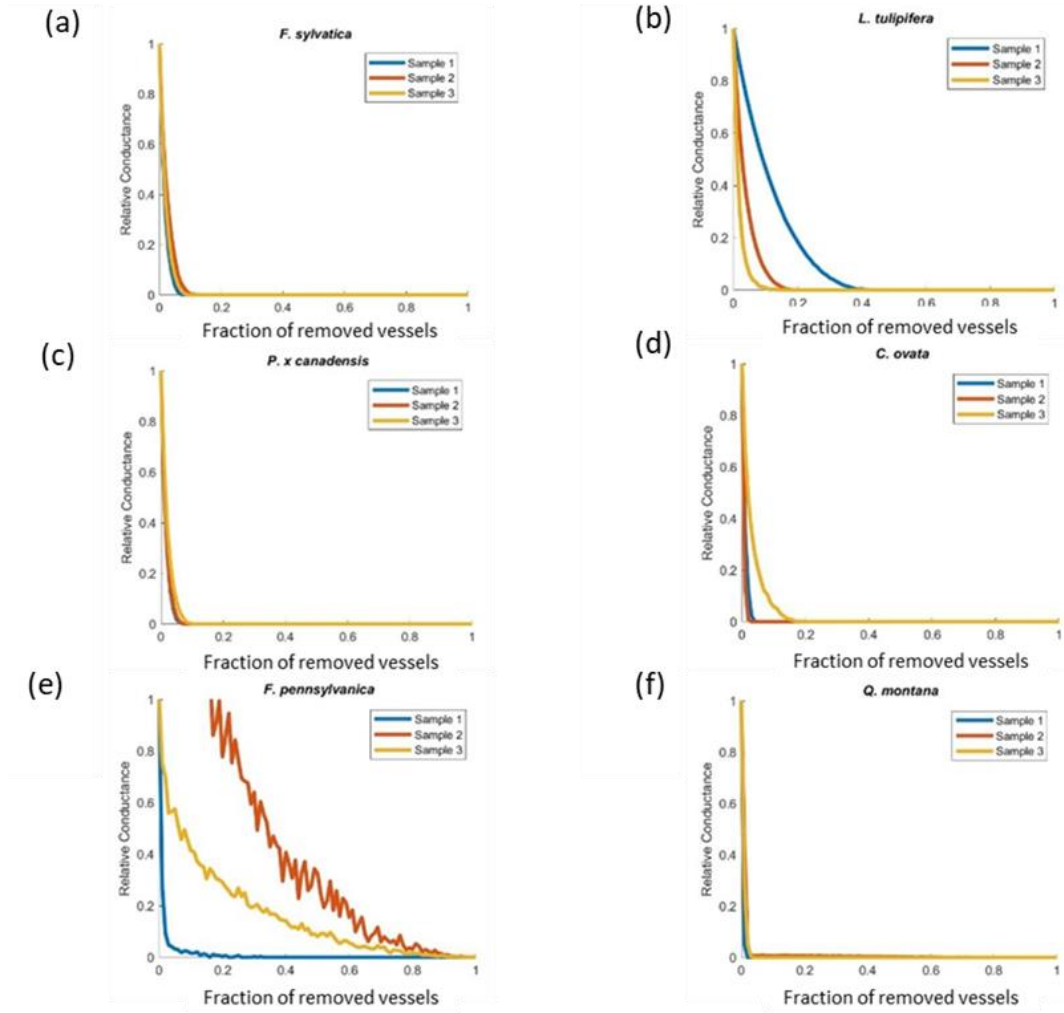 (a)
F. sylvatica
Sample 1
Sample 2
Sample 3
Relative Conductance
1
0.8
0.6
0.4
0.2
0
0
0.2
0.4
0.6
0.8
1
Fraction of removed vessels
(b)
L. tulipifera
Sample 1
Sample 2
Sample 3
Relative Conductance
1
0.8
0.6
0.4
0.2
0
0
0.2
0.4
0.6
0.8
1
Fraction of removed vessels
(c)
P. x canadensis
Sample 1
Sample 2
Sample 3
Relative Conductance
1
0.8
0.6
0.4
0.2
0
0
0.2
0.4
0.6
0.8
1
Fraction of removed vessels
(d)
C. ovata
Sample 1
Sample 2
Sample 3
Relative Conductance
1
0.8
0.6
0.4
0.2
0
0
0.2
0.4
0.6
0.8
1
Fraction of removed vessels
(e)
F. pennsylvanica
Sample 1
Sample 2
Sample 3
Relative Conductance
1
0.8
0.6
0.4
0.2
0
0
0.2
0.4
0.6
0.8
1
Fraction of removed vessels
(f)
Q. montana
Sample 1
Sample 2
Sample 3
Relative Conductance
1
0.8
0.6
0.4
0.2
0
0
0.2
0.4
0.6
0.8
1
Fraction of removed vessels